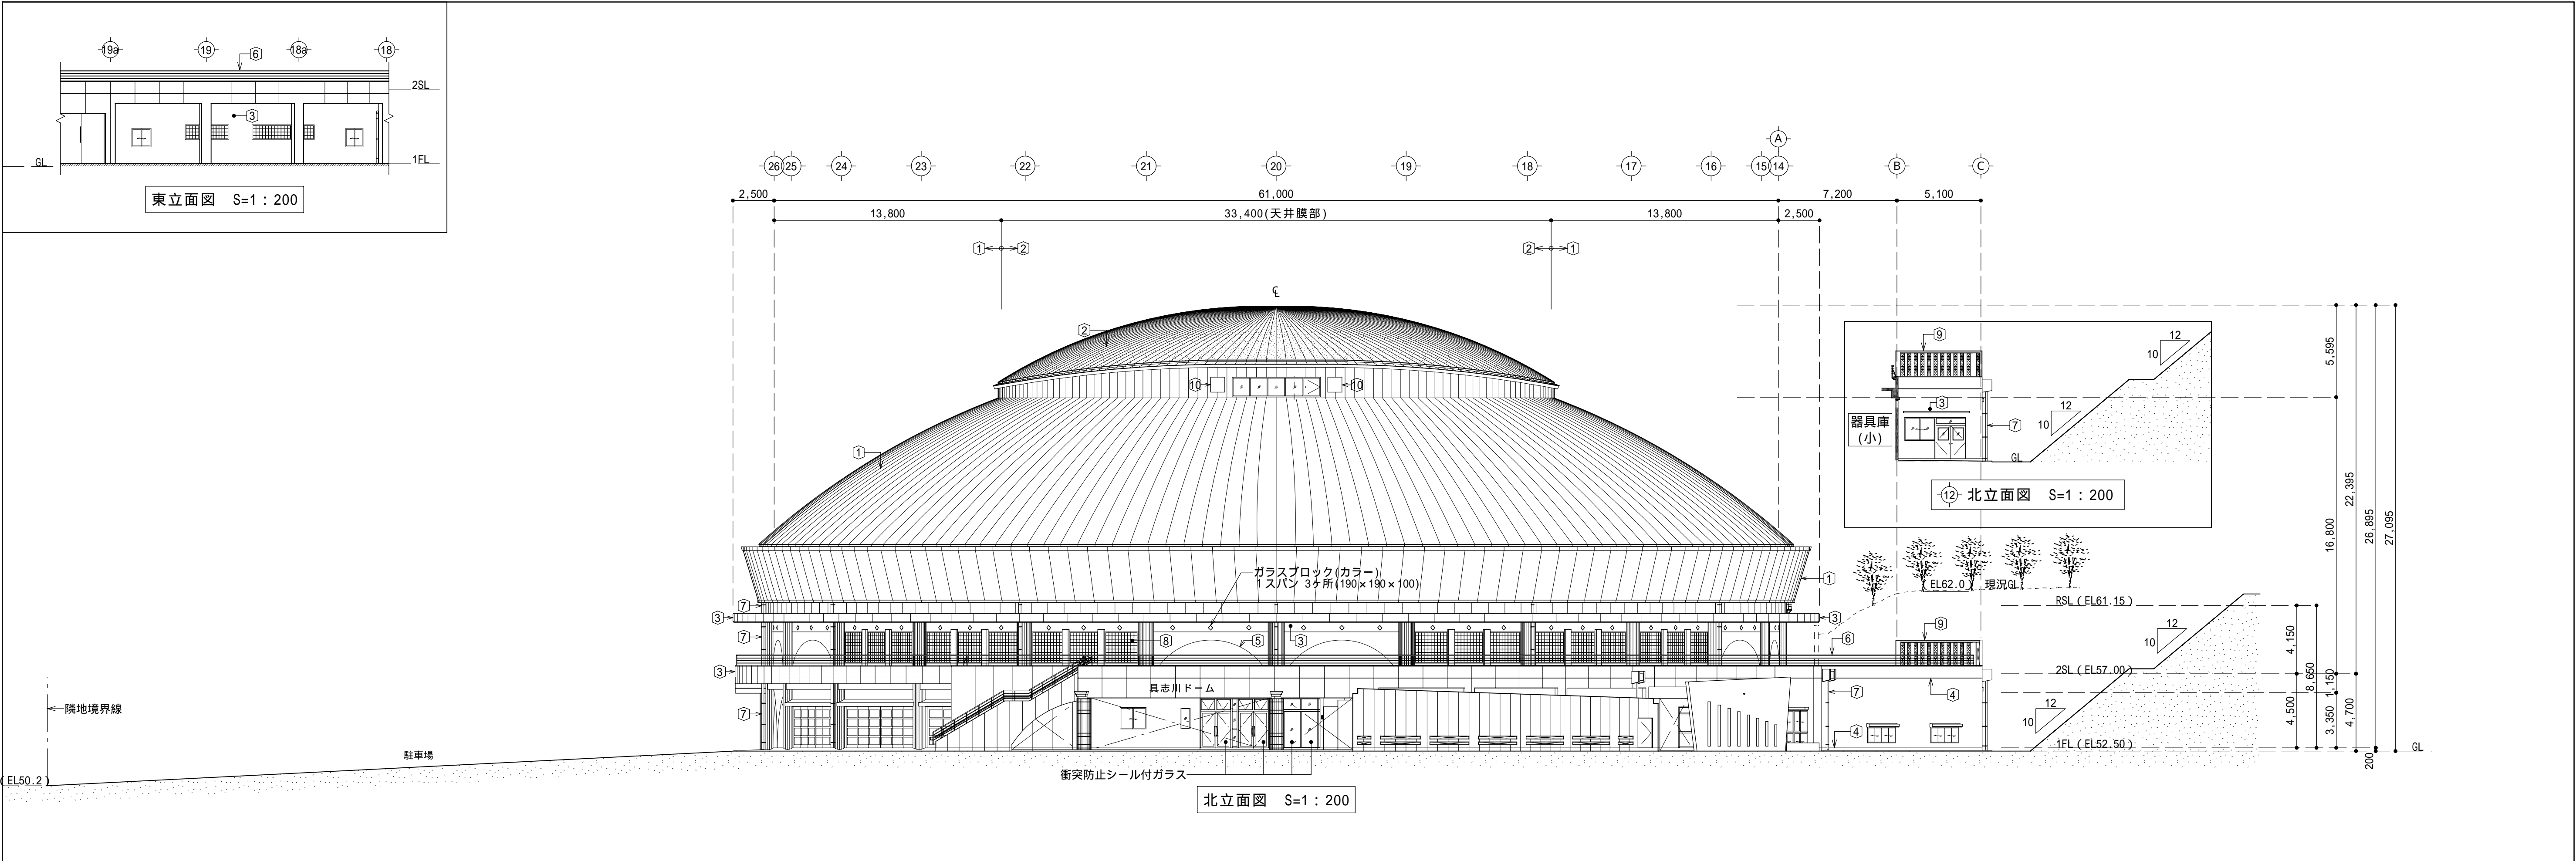 19a 19 18a 18
6
2SL
3
GL 1FL
東立面図 S=1：200
A
26 25 24 23 22 21 20 19 18 17 16 15 14 B C
2,500 61,000 7,200 5,100
13,800 33,400(天井膜部) 13,800 2,500
1 2 2 1
℄
2
10 10
1
9
12
10
3
12
10
器具庫
(小)
7
GL
12 北立面図 S=1：200
5,595
16,800
22,395
26,895
27,095
ガラスブロック(カラー)
1スパン 3ヶ所(190×190×100)
1
EL62.0 現況GL
7
3 3
RSL(EL61.15)
7 8 5 3 6 9
12
10
4,150
8,650
3
2SL(EL57.00)
具志川ドーム
7 4
1,150
隣地境界線
7
4
12
10
4,500
3,350
4,700
駐車場
1FL(EL52.50)
GL
200
(EL50.2)
衝突防止シール付ガラス
北立面図 S=1：200